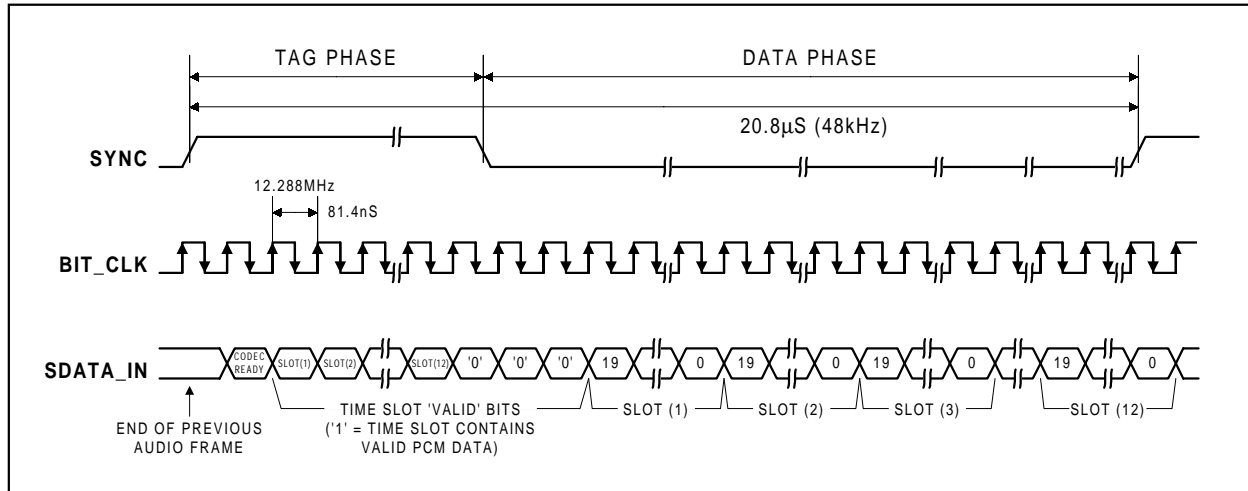 TAG PHASE
DATA PHASE
20.8µS (48kHz)
SYNC
12.288MHz
81.4nS
BIT_CLK
SDATA_IN
CODEC
READY
SLOT(1)
SLOT(2)
SLOT(12)
'0'
'0'
'0'
19
0
19
0
19
0
19
0
END OF PREVIOUS
AUDIO FRAME
TIME SLOT 'VALID' BITS
('1' = TIME SLOT CONTAINS
VALID PCM DATA)
SLOT (1)
SLOT (2)
SLOT (3)
SLOT (12)